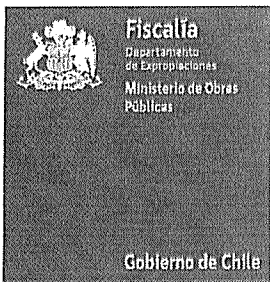 Fiscalía
Departamento
de Expropiaciones
Ministerio de Obras
Públicas
Gobierno de Chile